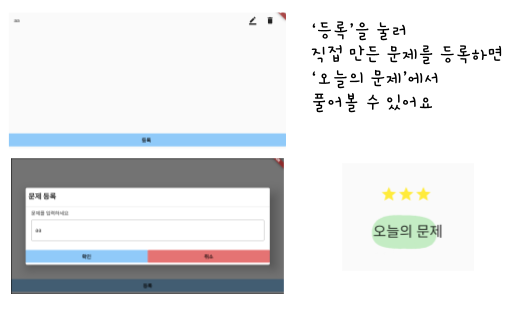 aa
등록
문제 등록
문제를 입력하세요
aa
확인
취소
등록
‘등록’을 눌러
직접 만든 문제를 등록하면
‘오늘의 문제’에서
풀어볼 수 있어요
오늘의 문제